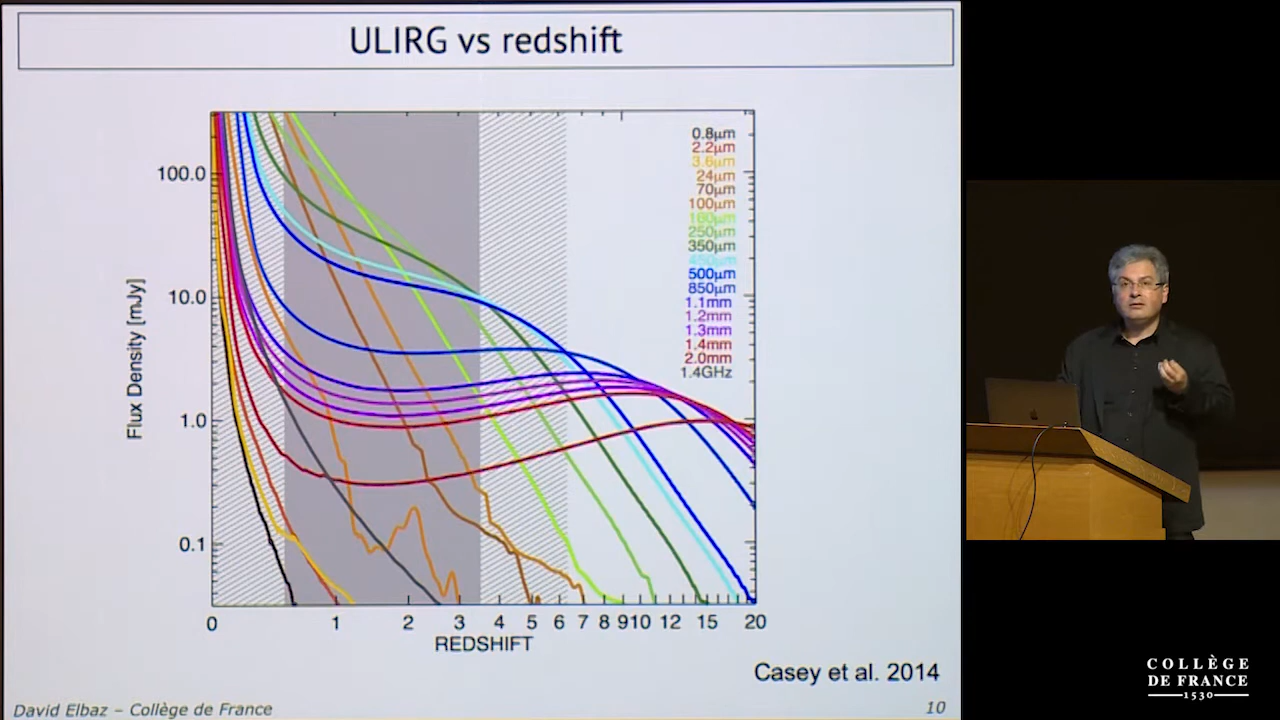 ULIRG vs redshift
100.0
10.0
1.0
0.1
Flux Density [mJy]
0.8μm
2.2μm
3.6μm
24μm
70μm
100μm
160μm
250μm
350μm
450μm
500μm
850μm
1.1mm
1.2mm
1.3mm
1.4mm
2.0mm
1.4GHz
0 1 2 3 4 5 6 7 8 9 10 12 15 20
REDSHIFT
Casey et al. 2014
David Elbaz – Collège de France
10
COLLÈGE
DE FRANCE
1530